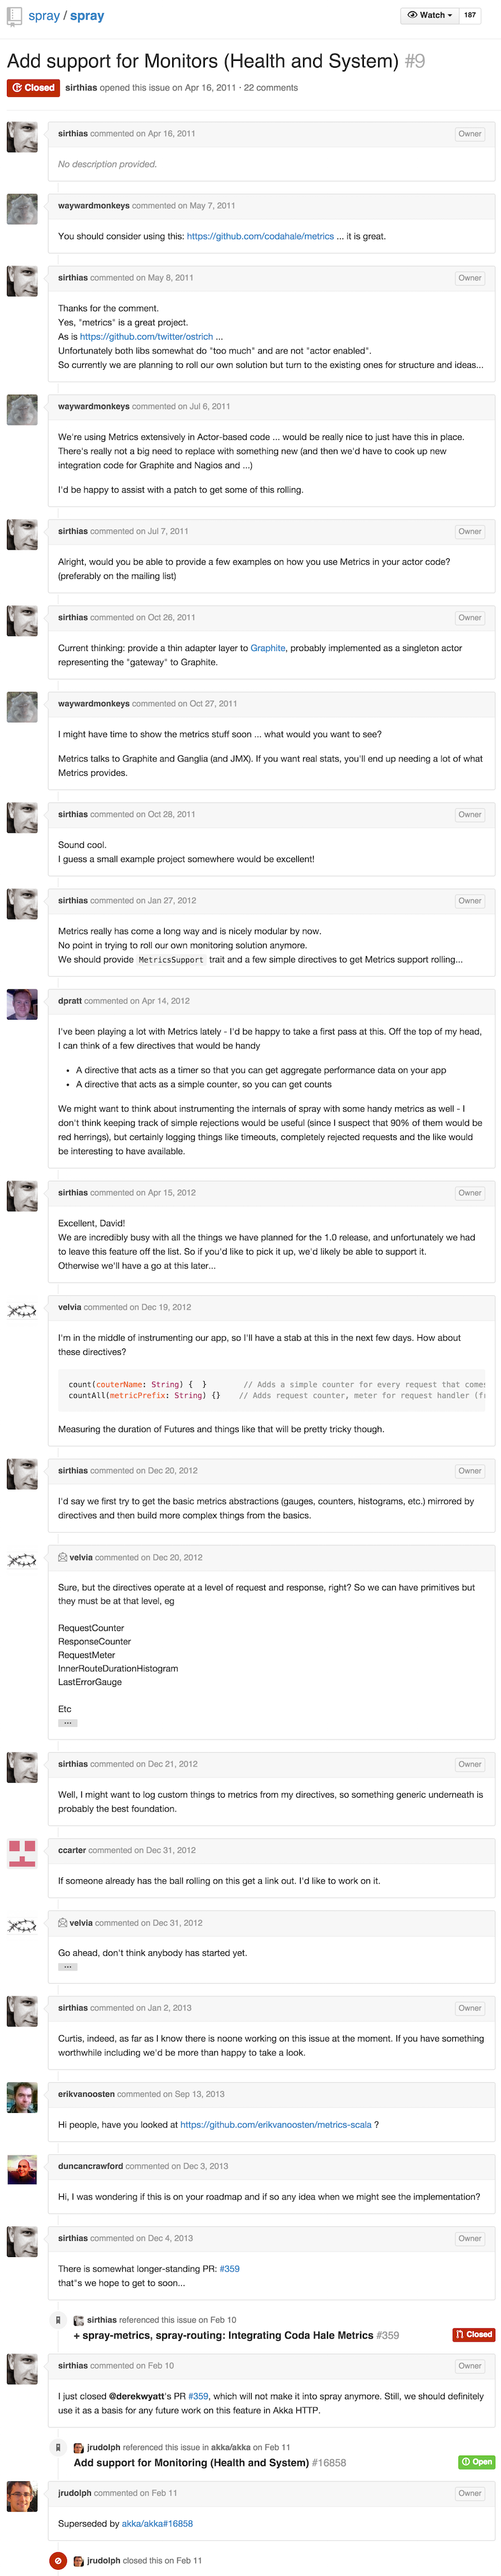 spray / spray
Watch 187
Add support for Monitors (Health and System) #9
Closed sirthias opened this issue on Apr 16, 2011 · 22 comments
sirthias commented on Apr 16, 2011 Owner
No description provided.
waywardmonkeys commented on May 7, 2011
You should consider using this: https://github.com/codahale/metrics ... it is great.
sirthias commented on May 8, 2011 Owner
Thanks for the comment.
Yes, "metrics" is a great project.
As is https://github.com/twitter/ostrich ...
Unfortunately both libs somewhat do "too much" and are not "actor enabled".
So currently we are planning to roll our own solution but turn to the existing ones for structure and ideas...
waywardmonkeys commented on Jul 6, 2011
We're using Metrics extensively in Actor-based code ... would be really nice to just have this in place.
There's really not a big need to replace with something new (and then we'd have to cook up new
integration code for Graphite and Nagios and ...)
I'd be happy to assist with a patch to get some of this rolling.
sirthias commented on Jul 7, 2011 Owner
Alright, would you be able to provide a few examples on how you use Metrics in your actor code?
(preferably on the mailing list)
sirthias commented on Oct 26, 2011 Owner
Current thinking: provide a thin adapter layer to Graphite, probably implemented as a singleton actor
representing the "gateway" to Graphite.
waywardmonkeys commented on Oct 27, 2011
I might have time to show the metrics stuff soon ... what would you want to see?
Metrics talks to Graphite and Ganglia (and JMX). If you want real stats, you'll end up needing a lot of what
Metrics provides.
sirthias commented on Oct 28, 2011 Owner
Sound cool.
I guess a small example project somewhere would be excellent!
sirthias commented on Jan 27, 2012 Owner
Metrics really has come a long way and is nicely modular by now.
No point in trying to roll our own monitoring solution anymore.
We should provide MetricsSupport trait and a few simple directives to get Metrics support rolling...
dpratt commented on Apr 14, 2012
I've been playing a lot with Metrics lately - I'd be happy to take a first pass at this. Off the top of my head,
I can think of a few directives that would be handy
• A directive that acts as a timer so that you can get aggregate performance data on your app
• A directive that acts as a simple counter, so you can get counts
We might want to think about instrumenting the internals of spray with some handy metrics as well - I
don't think keeping track of simple rejections would be useful (since I suspect that 90% of them would be
red herrings), but certainly logging things like timeouts, completely rejected requests and the like would
be interesting to have available.
sirthias commented on Apr 15, 2012 Owner
Excellent, David!
We are incredibly busy with all the things we have planned for the 1.0 release, and unfortunately we had
to leave this feature off the list. So if you'd like to pick it up, we'd likely be able to support it.
Otherwise we'll have a go at this later...
velvia commented on Dec 19, 2012
I'm in the middle of instrumenting our app, so I'll have a stab at this in the next few days. How about
these directives?
count(couterName: String) { } // Adds a simple counter for every request that comes
countAll(metricPrefix: String) {} // Adds request counter, meter for request handler (f
Measuring the duration of Futures and things like that will be pretty tricky though.
sirthias commented on Dec 20, 2012 Owner
I'd say we first try to get the basic metrics abstractions (gauges, counters, histograms, etc.) mirrored by
directives and then build more complex things from the basics.
velvia commented on Dec 20, 2012
Sure, but the directives operate at a level of request and response, right? So we can have primitives but
they must be at that level, eg
RequestCounter
ResponseCounter
RequestMeter
InnerRouteDurationHistogram
LastErrorGauge
Etc
...
sirthias commented on Dec 21, 2012 Owner
Well, I might want to log custom things to metrics from my directives, so something generic underneath is
probably the best foundation.
ccarter commented on Dec 31, 2012
If someone already has the ball rolling on this get a link out. I'd like to work on it.
velvia commented on Dec 31, 2012
Go ahead, don't think anybody has started yet.
...
sirthias commented on Jan 2, 2013 Owner
Curtis, indeed, as far as I know there is noone working on this issue at the moment. If you have something
worthwhile including we'd be more than happy to take a look.
erikvanoosten commented on Sep 13, 2013
Hi people, have you looked at https://github.com/erikvanoosten/metrics-scala ?
duncancrawford commented on Dec 3, 2013
Hi, I was wondering if this is on your roadmap and if so any idea when we might see the implementation?
sirthias commented on Dec 4, 2013 Owner
There is somewhat longer-standing PR: #359
that"s we hope to get to soon...
sirthias referenced this issue on Feb 10
+ spray-metrics, spray-routing: Integrating Coda Hale Metrics #359 Closed
sirthias commented on Feb 10 Owner
I just closed @derekwyatt's PR #359, which will not make it into spray anymore. Still, we should definitely
use it as a basis for any future work on this feature in Akka HTTP.
jrudolph referenced this issue in akka/akka on Feb 11
Add support for Monitoring (Health and System) #16858 Open
jrudolph commented on Feb 11 Owner
Superseded by akka/akka#16858
jrudolph closed this on Feb 11